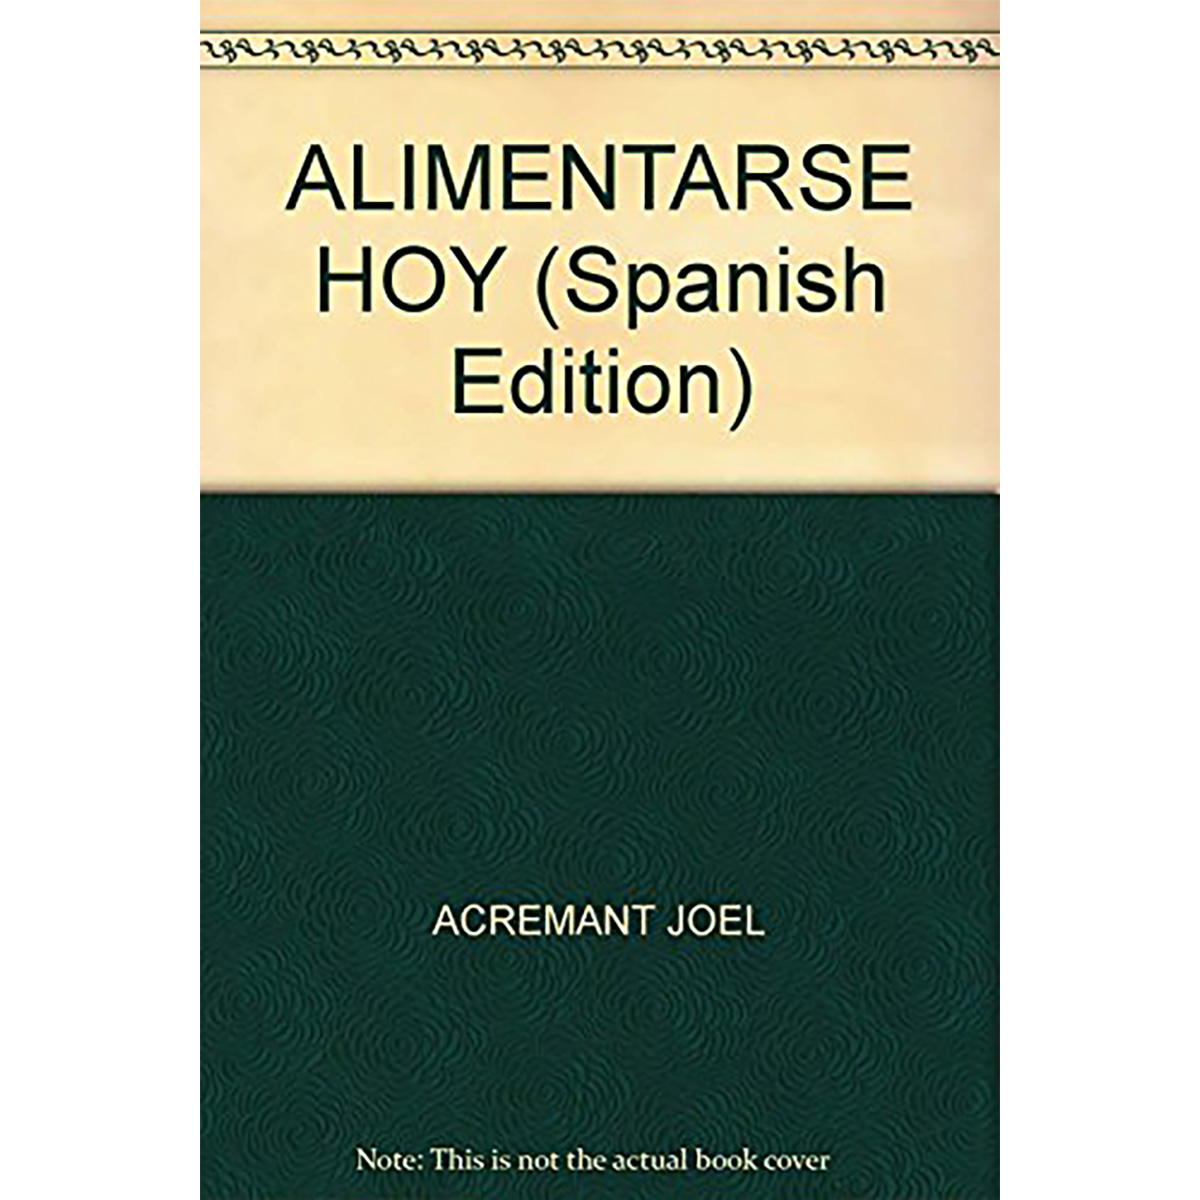 ALIMENTARSE
HOY (Spanish
Edition)
ACREMANT JOEL
Note: This is not the actual book cover